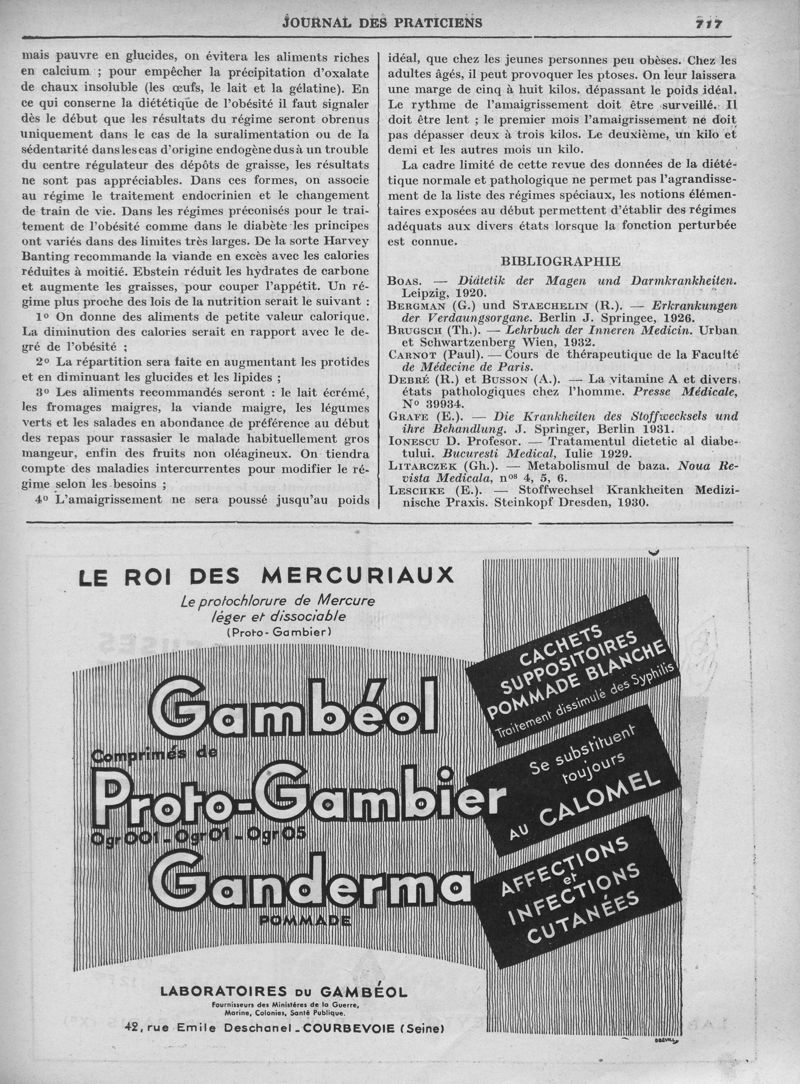 JOURNAL DES PRATICIENS 717
mais pauvre en glucides, on évitera les aliments riches
en calcium ; pour empêcher la précipitation d'oxalate
de chaux insoluble (les œufs, le lait et la gélatine). En
ce qui conserne la diététique de l'obésité il faut signaler
dès le début que les résultats du régime seront obrenus
uniquement dans le cas de la suralimentation ou de la
sédentarité dans les cas d'origine endogène dus à un trouble
du centre régulateur des dépôts de graisse, les résultats
ne sont pas appréciables. Dans ces formes, on associe
au régime le traitement endocrinien et le changement
de train de vie. Dans les régimes préconisés pour le trai-
tement de l'obésité comme dans le diabète les principes
ont variés dans des limites très larges. De la sorte Harvey
Banting recommande la viande en excès avec les calories
réduites à moitié. Ebstein réduit les hydrates de carbone
et augmente les graisses, pour couper l'appétit. Un ré-
gime plus proche des lois de la nutrition serait le suivant :
1º On donne des aliments de petite valeur calorique.
La diminution des calories serait en rapport avec le de-
gré de l'obésité ;
2º La répartition sera faite en augmentant les protides
et en diminuant les glucides et les lipides ;
3º Les aliments recommandés seront : le lait écrémé,
les fromages maigres, la viande maigre, les légumes
verts et les salades en abondance de préférence au début
des repas pour rassasier le malade habituellement gros
mangeur, enfin des fruits non oléagineux. On tiendra
compte des maladies intercurrentes pour modifier le ré-
gime selon les besoins ;
4º L'amaigrissement ne sera poussé jusqu'au poids
idéal, que chez les jeunes personnes peu obèses. Chez les
adultes âgés, il peut provoquer les ptoses. On leur laissera
une marge de cinq à huit kilos. dépassant le poids idéal.
Le rythme de l'amaigrissement doit être surveillé. Il
doit être lent ; le premier mois l'amaigrissement ne doit
pas dépasser deux à trois kilos. Le deuxième, un kilo et
demi et les autres mois un kilo.
La cadre limité de cette revue des données de la diété-
tique normale et pathologique ne permet pas l'agrandisse-
ment de la liste des régimes spéciaux, les notions élémen-
taires exposées au début permettent d'établir des régimes
adéquats aux divers états lorsque la fonction perturbée
est connue.
BIBLIOGRAPHIE
BOAS. — Diätetik der Magen und Darmkrankheiten.
Leipzig, 1920.
BERGMAN (G.) und STAECHELIN (R.). — Erkrankungen
der Verdaungsorgane. Berlin J. Springee, 1926.
BRUGSCH (Th.). — Lehrbuch der Inneren Medicin. Urban
et Schwartzenberg Wien, 1932.
CARNOT (Paul). — Cours de thérapeutique de la Faculté
de Médecine de Paris.
DEBRÉ (R.) et BUSSON (A.). — La vitamine A et divers
états pathologiques chez l'homme. Presse Médicale,
Nº 39934.
GRAFE (E.). — Die Krankheiten des Stoffwecksels und
ihre Behandlung. J. Springer, Berlin 1931.
IONESCU D. Profesor. — Tratamentul dietetic al diabe-
tului. Bucuresti Medical, Iulie 1929.
LITARCZEK (Gh.). — Metabolismul de baza. Noua Re-
vista Medicala, nos 4, 5, 6.
LESCHKE (E.). — Stoffwechsel Krankheiten Medizi-
nische Praxis. Steinkopf Dresden, 1930.
LE ROI DES MERCURIAUX
Le protochlorure de Mercure
léger et dissociable
(Proto-Gambier)
Gambéol
Comprimés de
Proto-Gambier
0gr001 - 0gr01 - 0gr05
Ganderma
POMMADE
CACHETS
SUPPOSITOIRES
POMMADE BLANCHE
Traitement dissimulé des Syphilis
Se substituent
toujours
AU CALOMEL
AFFECTIONS
et
INFECTIONS
CUTANÉES
LABORATOIRES DU GAMBÉOL
Fournisseurs des Ministères de la Guerre,
Marine, Colonies, Santé Publique.
42, rue Emile Deschanel - COURBEVOIE (Seine)